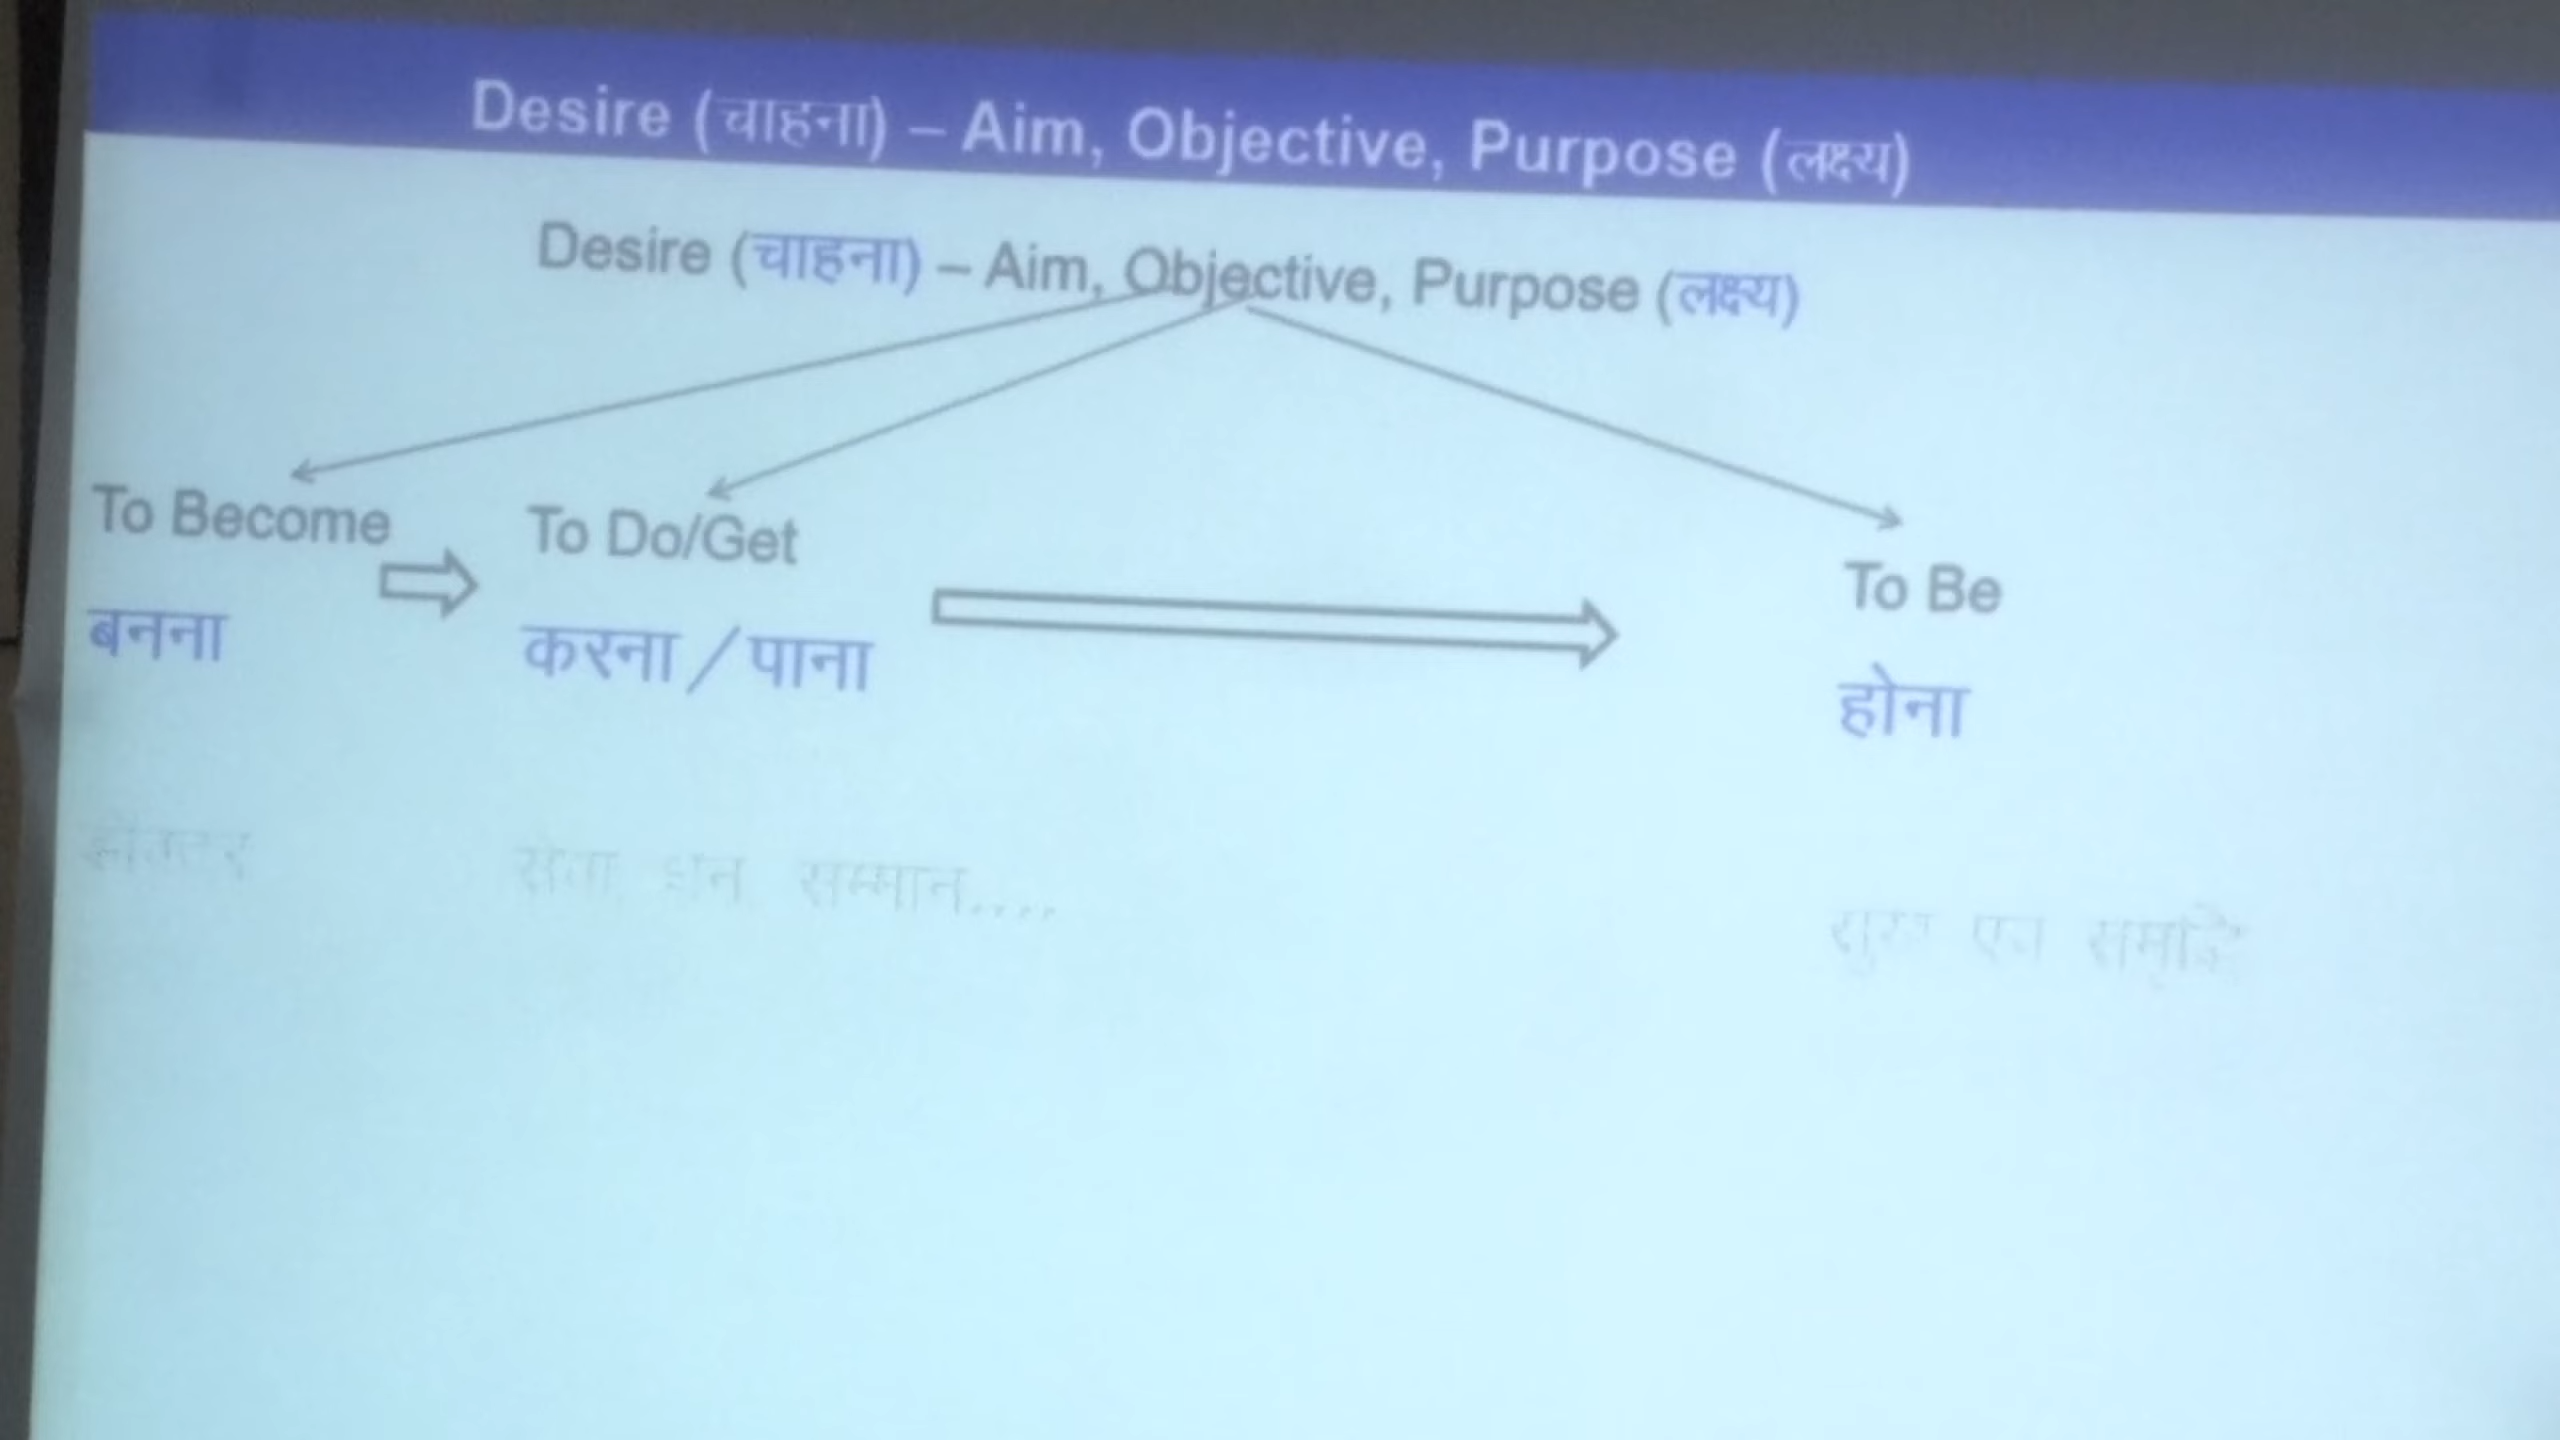 Desire (चाहना) – Aim, Objective, Purpose (लक्ष्य)
Desire (चाहना) – Aim, Objective, Purpose (लक्ष्य)
To Become
To Do/Get
To Be
बनना
करना / पाना
होना
सम्मान....